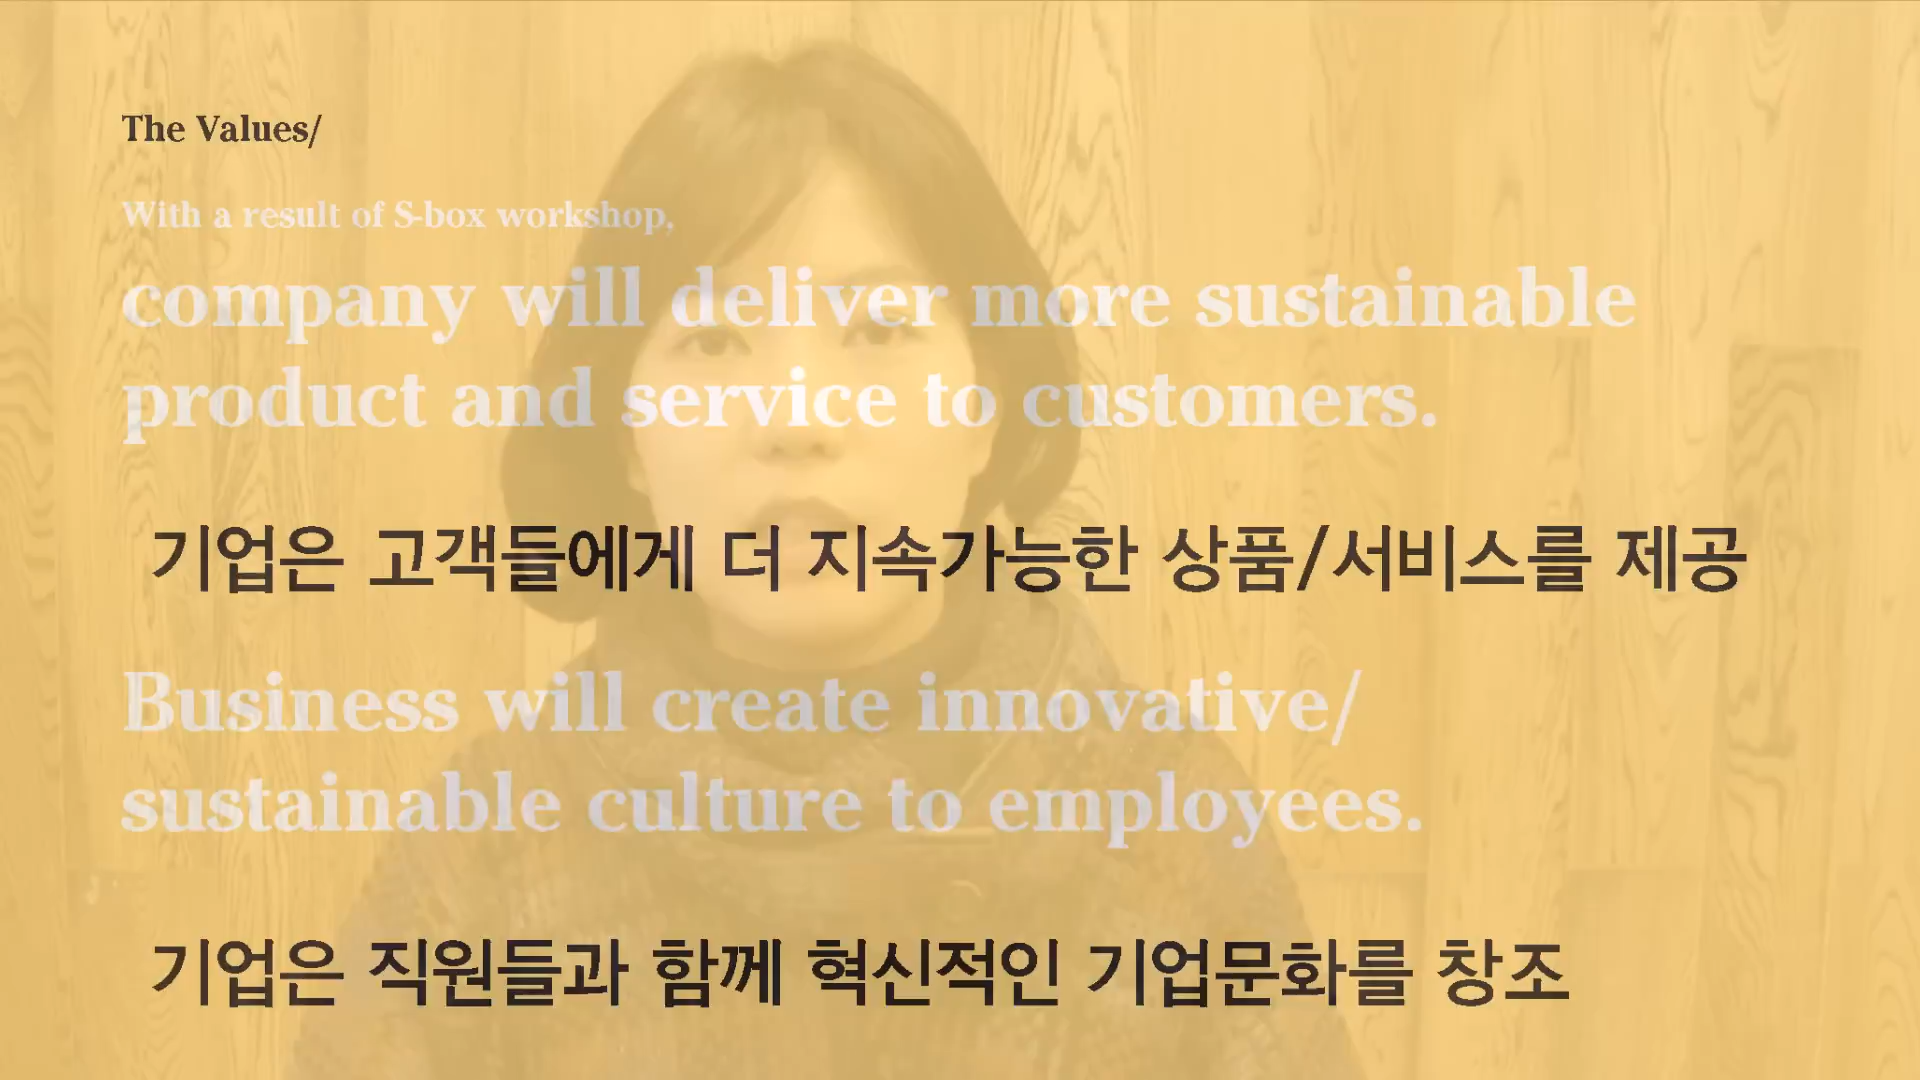 The Values/
With a result of S-box workshop,
company will deliver more sustainable
product and service to customers.
기업은 고객들에게 더 지속가능한 상품/서비스를 제공
Business will create innovative/
sustainable culture to employees.
기업은 직원들과 함께 혁신적인 기업문화를 창조